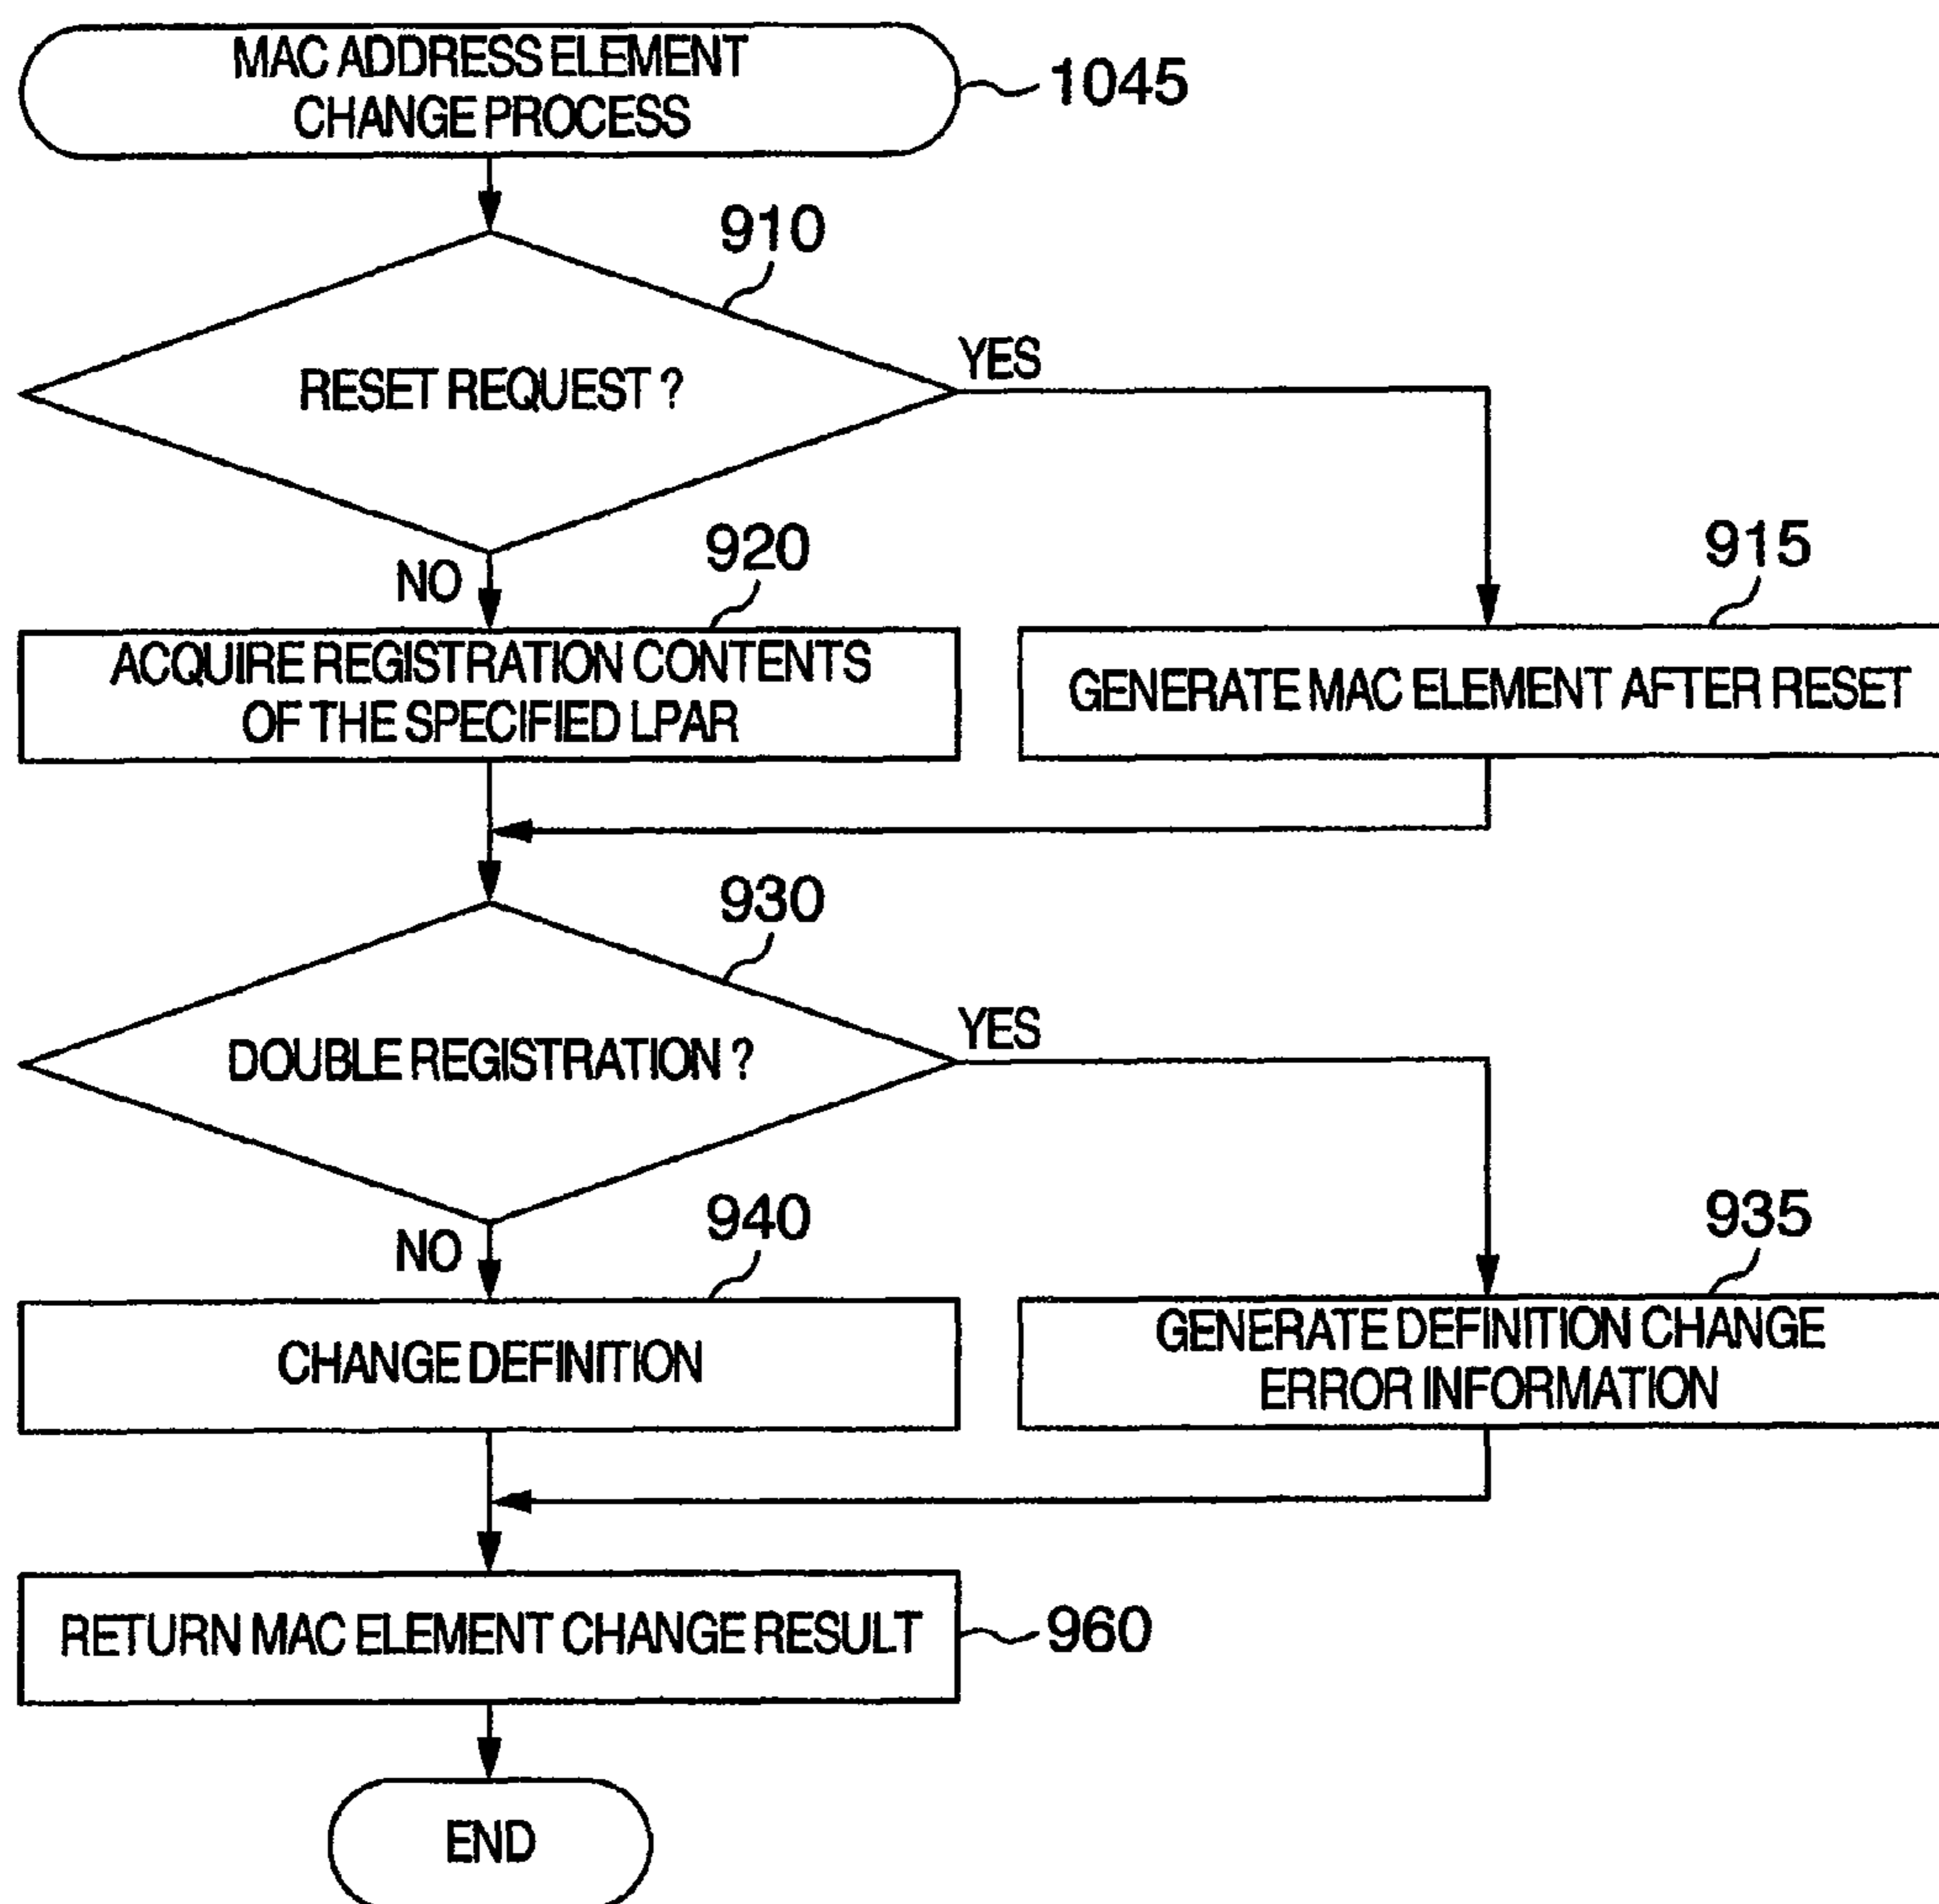 MAC ADDRESS ELEMENT
CHANGE PROCESS
1045
910
RESET REQUEST ?
YES
NO
920
915
ACQUIRE REGISTRATION CONTENTS
OF THE SPECIFIED LPAR
GENERATE MAC ELEMENT AFTER RESET
930
DOUBLE REGISTRATION ?
YES
NO
940
935
CHANGE DEFINITION
GENERATE DEFINITION CHANGE
ERROR INFORMATION
RETURN MAC ELEMENT CHANGE RESULT
960
END